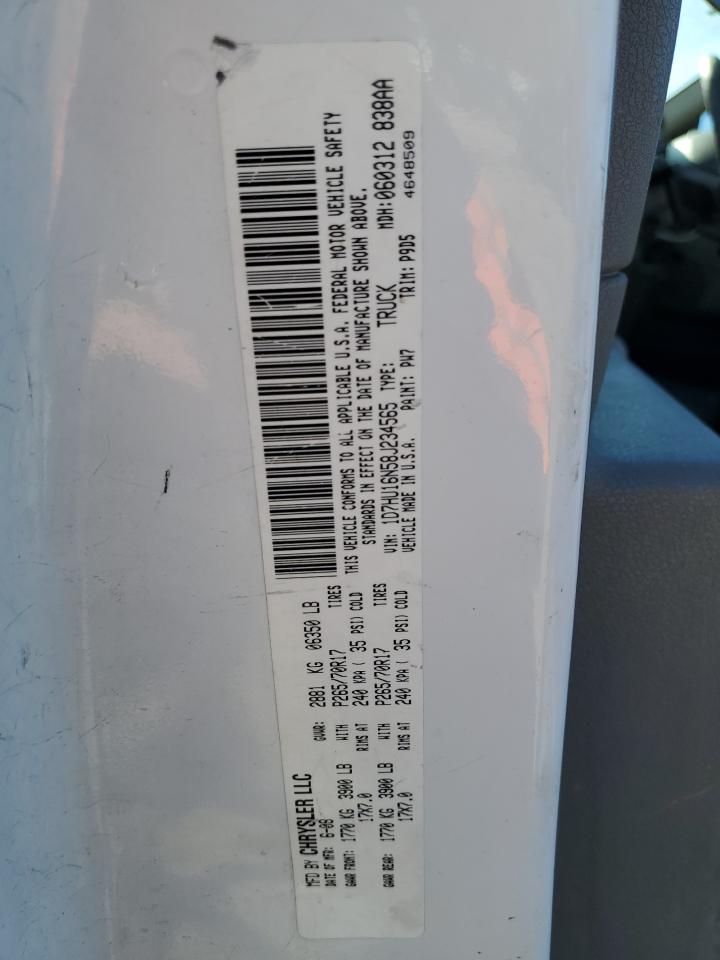 MFD BY CHRYSLER LLC
DATE OF MFR: 6-08 GVWR: 2881 KG 06350 LB
GAWR FRONT: 1770 KG 3900 LB WITH P265/70R17 TIRES
17X7.0 RIMS AT 240 KPA ( 35 PSI) COLD
GAWR REAR: 1770 KG 3900 LB WITH P265/70R17 TIRES
17X7.0 RIMS AT 240 KPA ( 35 PSI) COLD
THIS VEHICLE CONFORMS TO ALL APPLICABLE U.S.A. FEDERAL MOTOR VEHICLE SAFETY
STANDARDS IN EFFECT ON THE DATE OF MANUFACTURE SHOWN ABOVE.
VIN: 1D7HU16N58J234565 TYPE: TRUCK MDH:060312 838AA
VEHICLE MADE IN U.S.A. PAINT: PW7 TRIM: P9D5 4648509